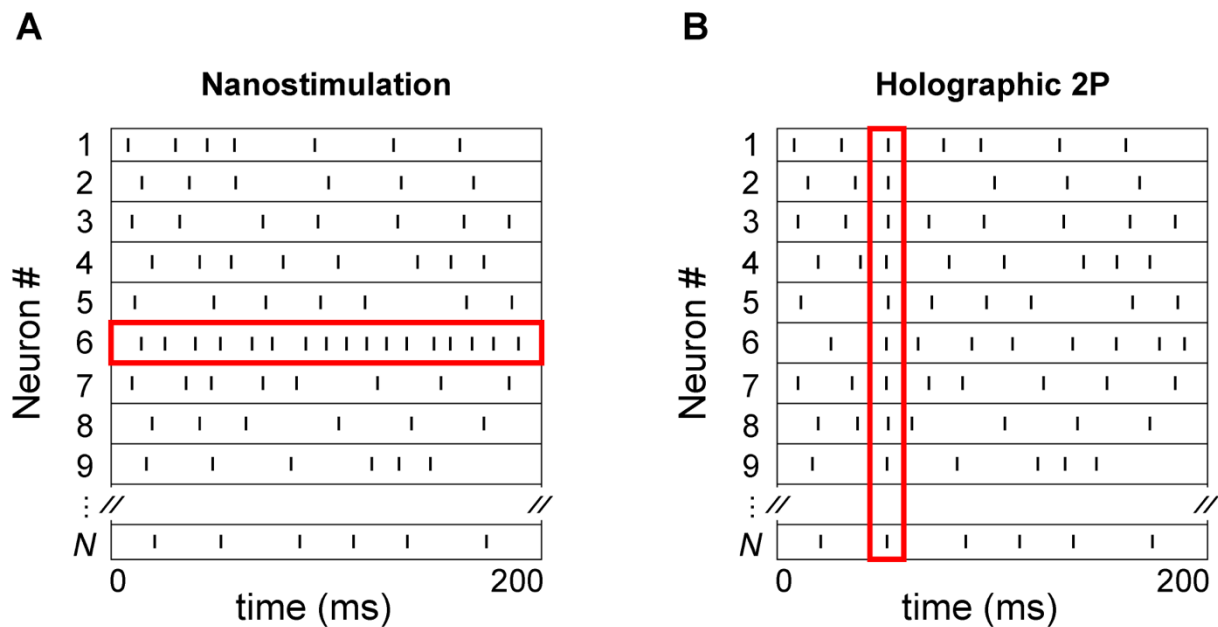 A
Nanostimulation
Neuron #
1
2
3
4
5
6
7
8
9
⋮ //
//
N
0
200
time (ms)
B
Holographic 2P
Neuron #
1
2
3
4
5
6
7
8
9
⋮ //
//
N
0
200
time (ms)